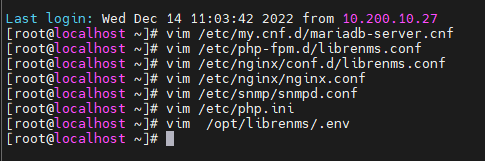 Last login: Wed Dec 14 11:03:42 2022 from 10.200.10.27
[root@localhost ~]# vim /etc/my.cnf.d/mariadb-server.cnf
[root@localhost ~]# vim /etc/php-fpm.d/librenms.conf
[root@localhost ~]# vim /etc/nginx/conf.d/librenms.conf
[root@localhost ~]# vim /etc/nginx/nginx.conf
[root@localhost ~]# vim /etc/snmp/snmpd.conf
[root@localhost ~]# vim /etc/php.ini
[root@localhost ~]# vim  /opt/librenms/.env
[root@localhost ~]#